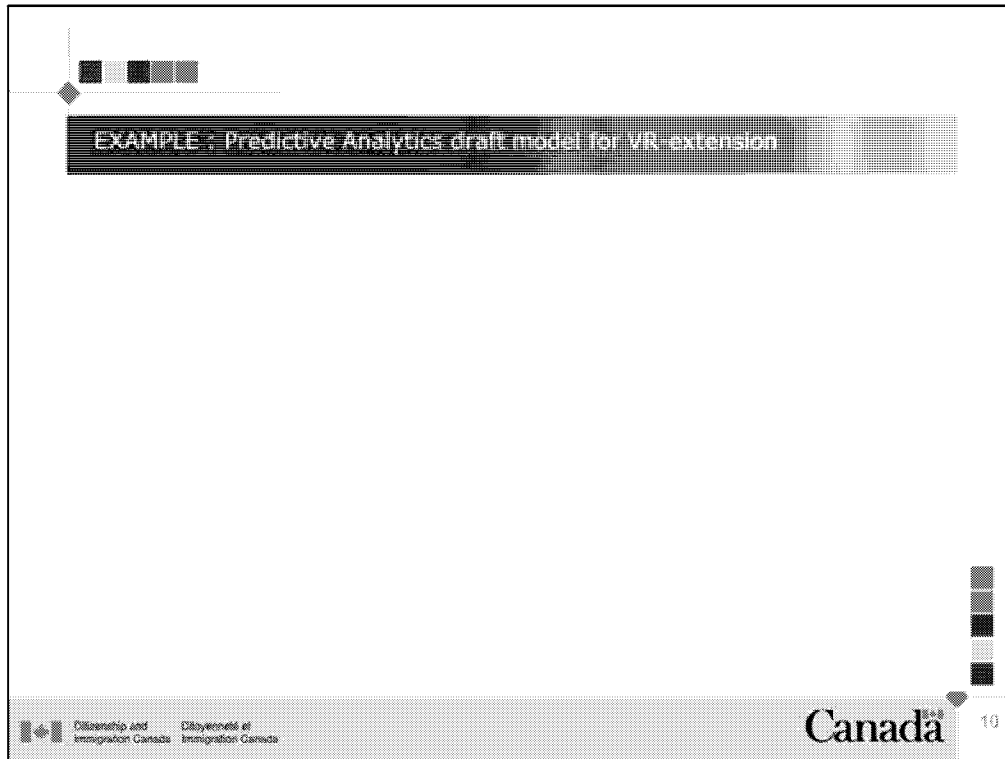 EXAMPLE : Predictive Analytics draft model for VR-extension
Citizenship and Immigration Canada
Citoyenneté et Immigration Canada
Canada
10